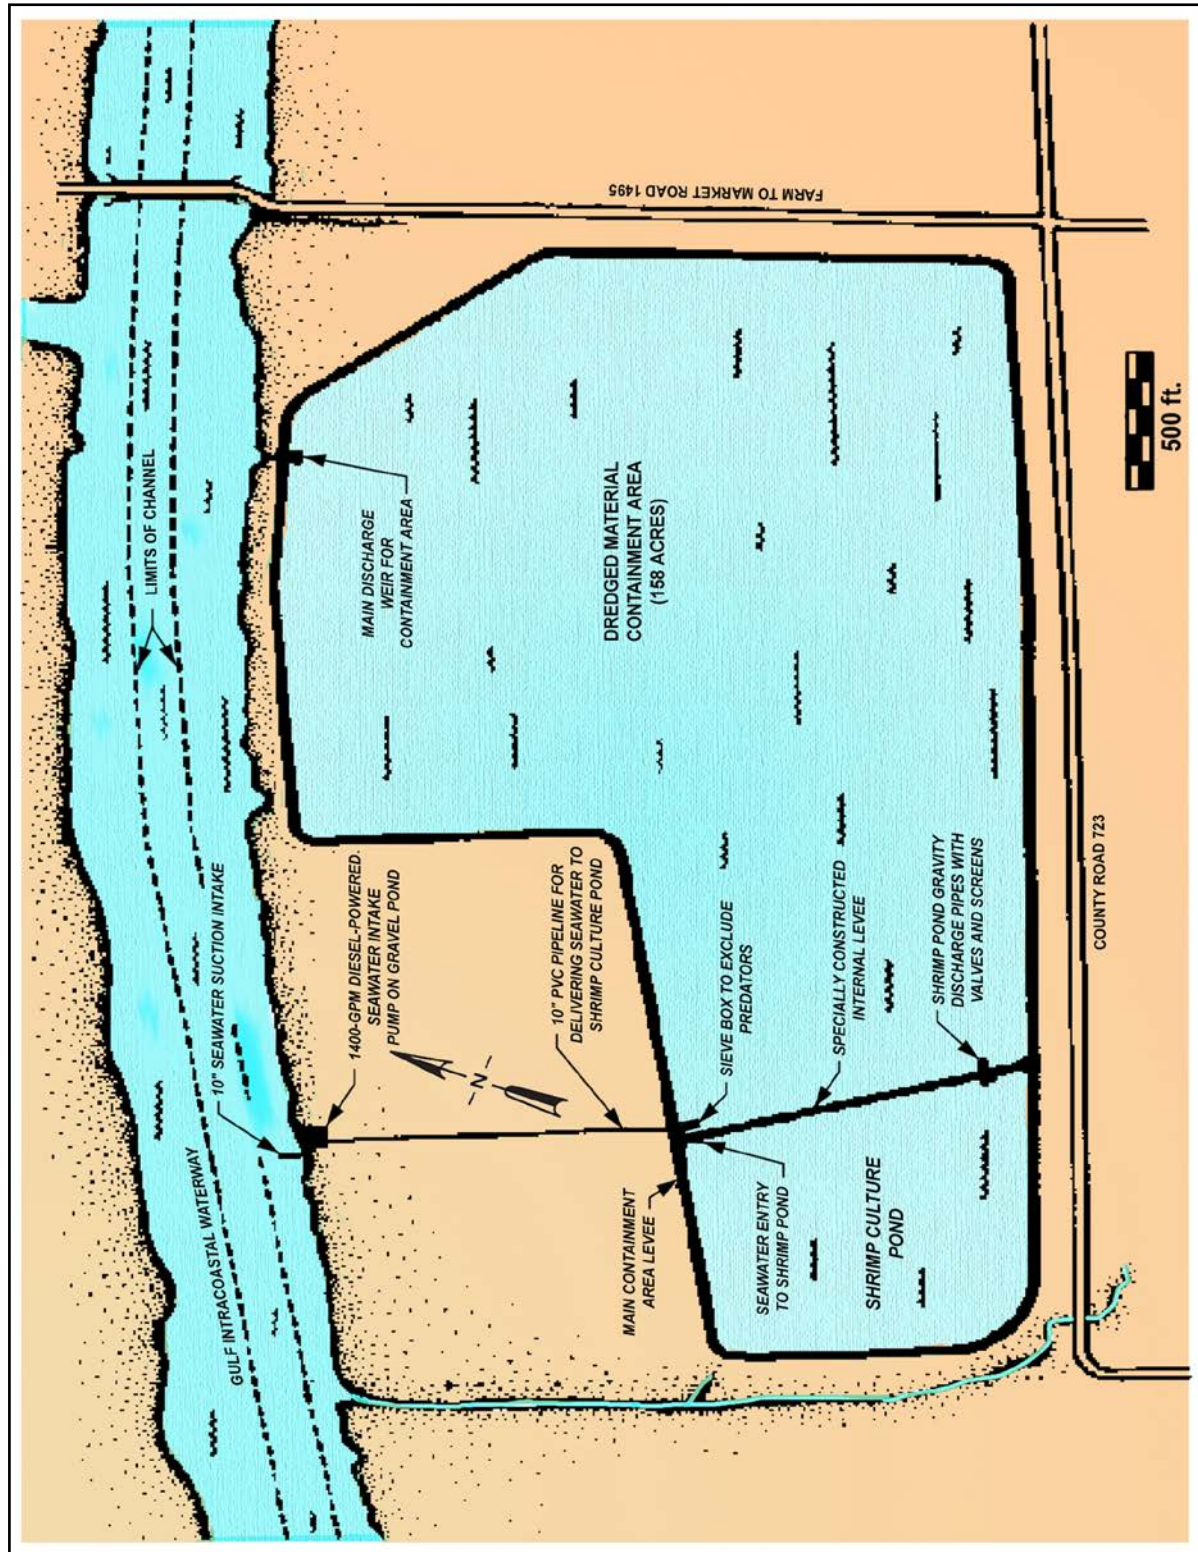 GULF INTRACOASTAL WATERWAY
10" SEAWATER SUCTION INTAKE
LIMITS OF CHANNEL
1400-GPM DIESEL-POWERED
SEAWATER INTAKE
PUMP ON GRAVEL POND
-N-
MAIN DISCHARGE
WEIR FOR
CONTAINMENT AREA
FARM TO MARKET ROAD 1495
10" PVC PIPELINE FOR
DELIVERING SEAWATER TO
SHRIMP CULTURE POND
DREDGED MATERIAL
CONTAINMENT AREA
(158 ACRES)
MAIN CONTAINMENT
AREA LEVEE
SIEVE BOX TO EXCLUDE
PREDATORS
SEAWATER ENTRY
TO SHRIMP POND
SPECIALLY CONSTRUCTED
INTERNAL LEVEE
SHRIMP CULTURE
POND
SHRIMP POND GRAVITY
DISCHARGE PIPES WITH
VALVES AND SCREENS
COUNTY ROAD 723
500 ft.